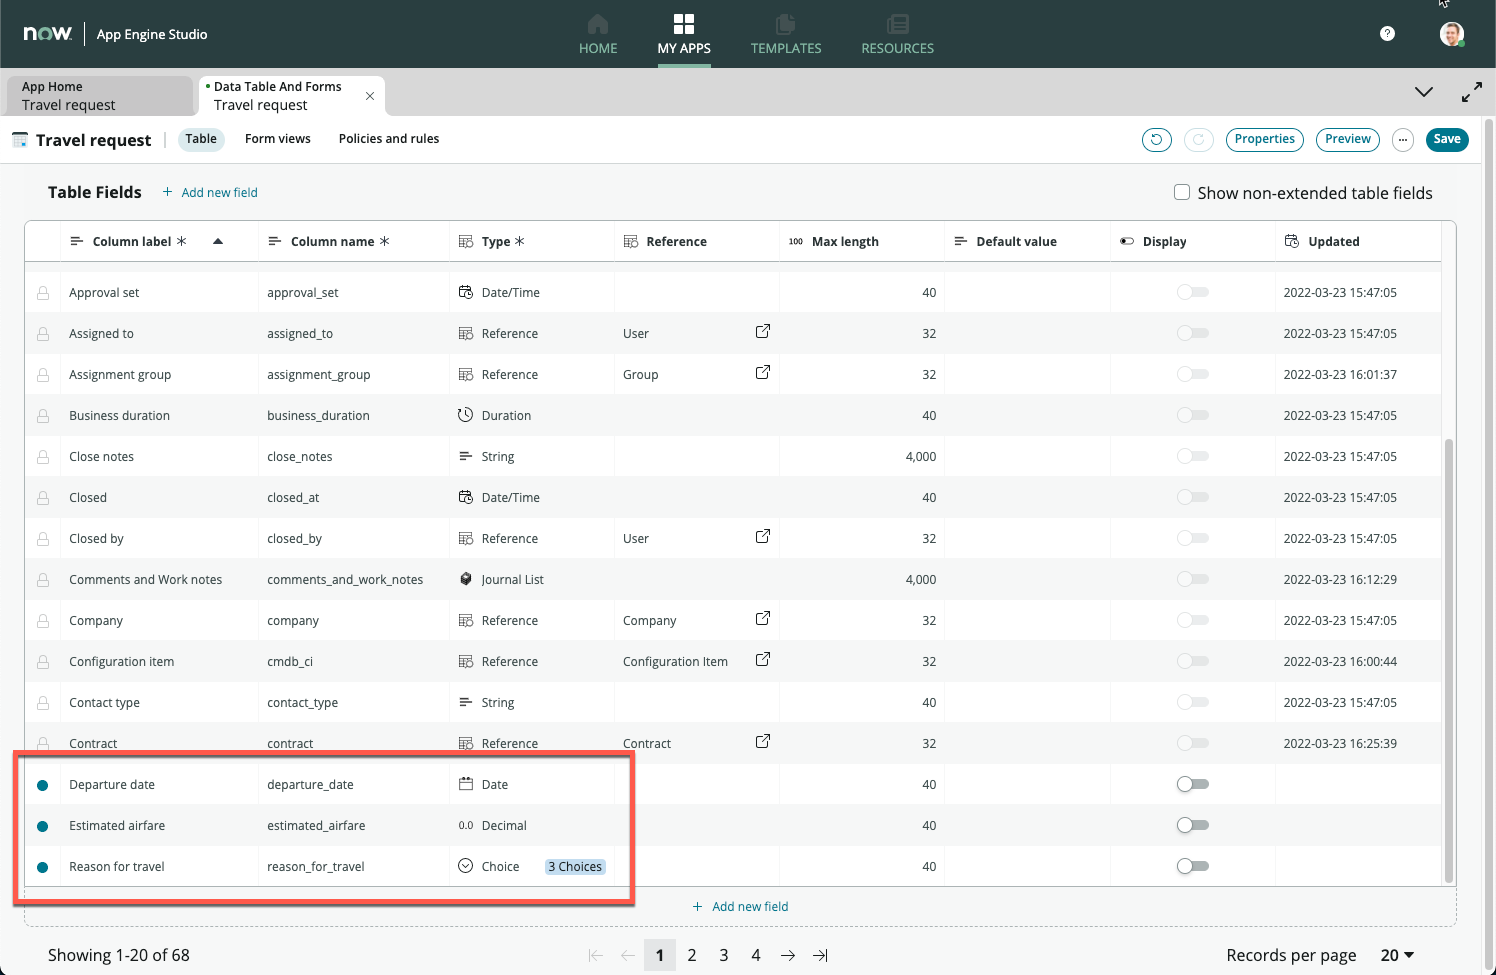 now App Engine Studio
HOME MY APPS TEMPLATES RESOURCES
?
App Home
Travel request
Data Table And Forms
Travel request
Travel request Table Form views Policies and rules Properties Preview ... Save
Table Fields + Add new field Show non-extended table fields
Column label * Column name * Type * Reference 100 Max length Default value Display Updated
Approval set approval_set Date/Time 40 2022-03-23 15:47:05
Assigned to assigned_to Reference User 32 2022-03-23 15:47:05
Assignment group assignment_group Reference Group 32 2022-03-23 16:01:37
Business duration business_duration Duration 40 2022-03-23 15:47:05
Close notes close_notes String 4,000 2022-03-23 15:47:05
Closed closed_at Date/Time 40 2022-03-23 15:47:05
Closed by closed_by Reference User 32 2022-03-23 15:47:05
Comments and Work notes comments_and_work_notes Journal List 4,000 2022-03-23 16:12:29
Company company Reference Company 32 2022-03-23 15:47:05
Configuration item cmdb_ci Reference Configuration Item 32 2022-03-23 16:00:44
Contact type contact_type String 40 2022-03-23 15:47:05
Contract contract Reference Contract 32 2022-03-23 16:25:39
Departure date departure_date Date 40
Estimated airfare estimated_airfare 0.0 Decimal 40
Reason for travel reason_for_travel Choice 3 Choices 40
+ Add new field
Showing 1-20 of 68 1 2 3 4 Records per page 20